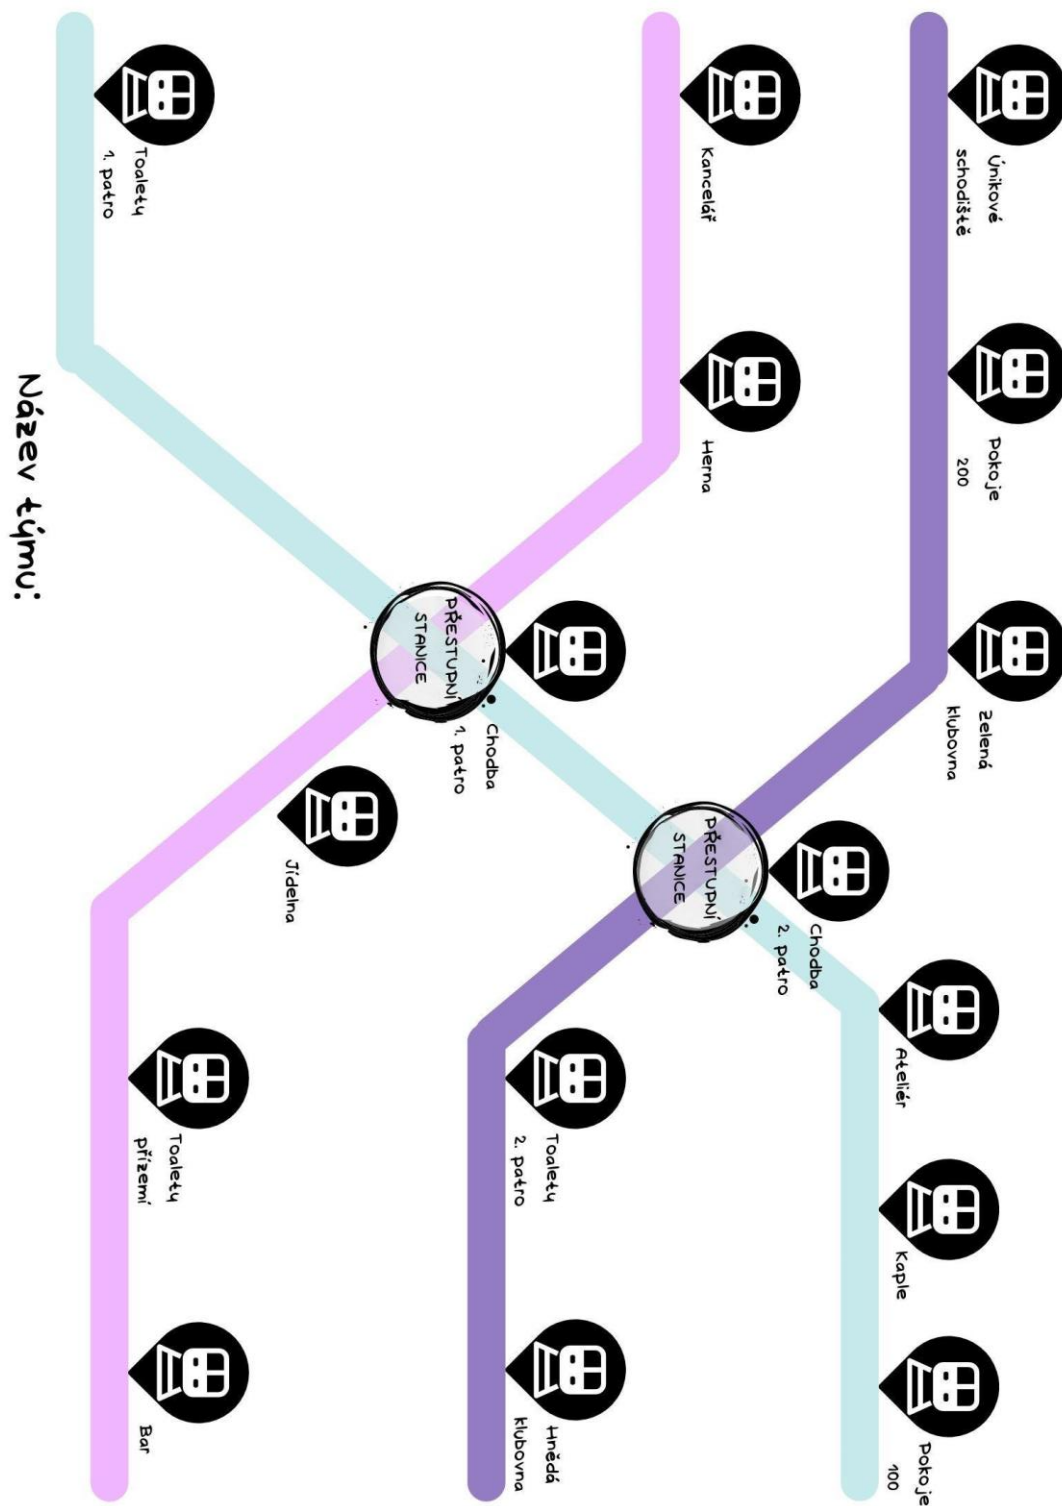 Únikové
schodiště
Pokoje
200
Zelená
klubovna
Kancelář
Herna
PŘESTUPNÍ
STANICE
Chodba
2. patro
Ateliér
Kaple
Pokoje
100
PŘESTUPNÍ
STANICE
Chodba
1. patro
Toalety
2. patro
Hnědá
klubovna
Jídelna
Toalety
1. patro
Toalety
přízemí
Bar
Název týmu: